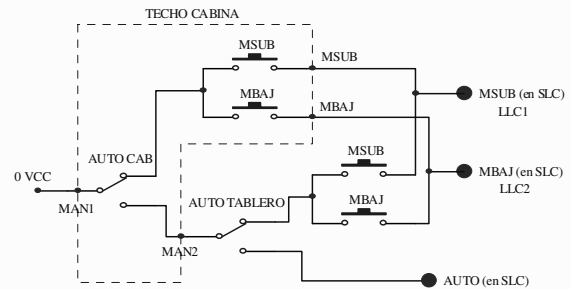 TECHO CABINA
MSUB
MSUB
MSUB (en SLC)
LLC1
MBAJ
MBAJ
AUTO CAB
MSUB
MBAJ (en SLC)
LLC2
0 VCC
MAN1
AUTO TABLERO
MBAJ
MAN2
AUTO (en SLC)